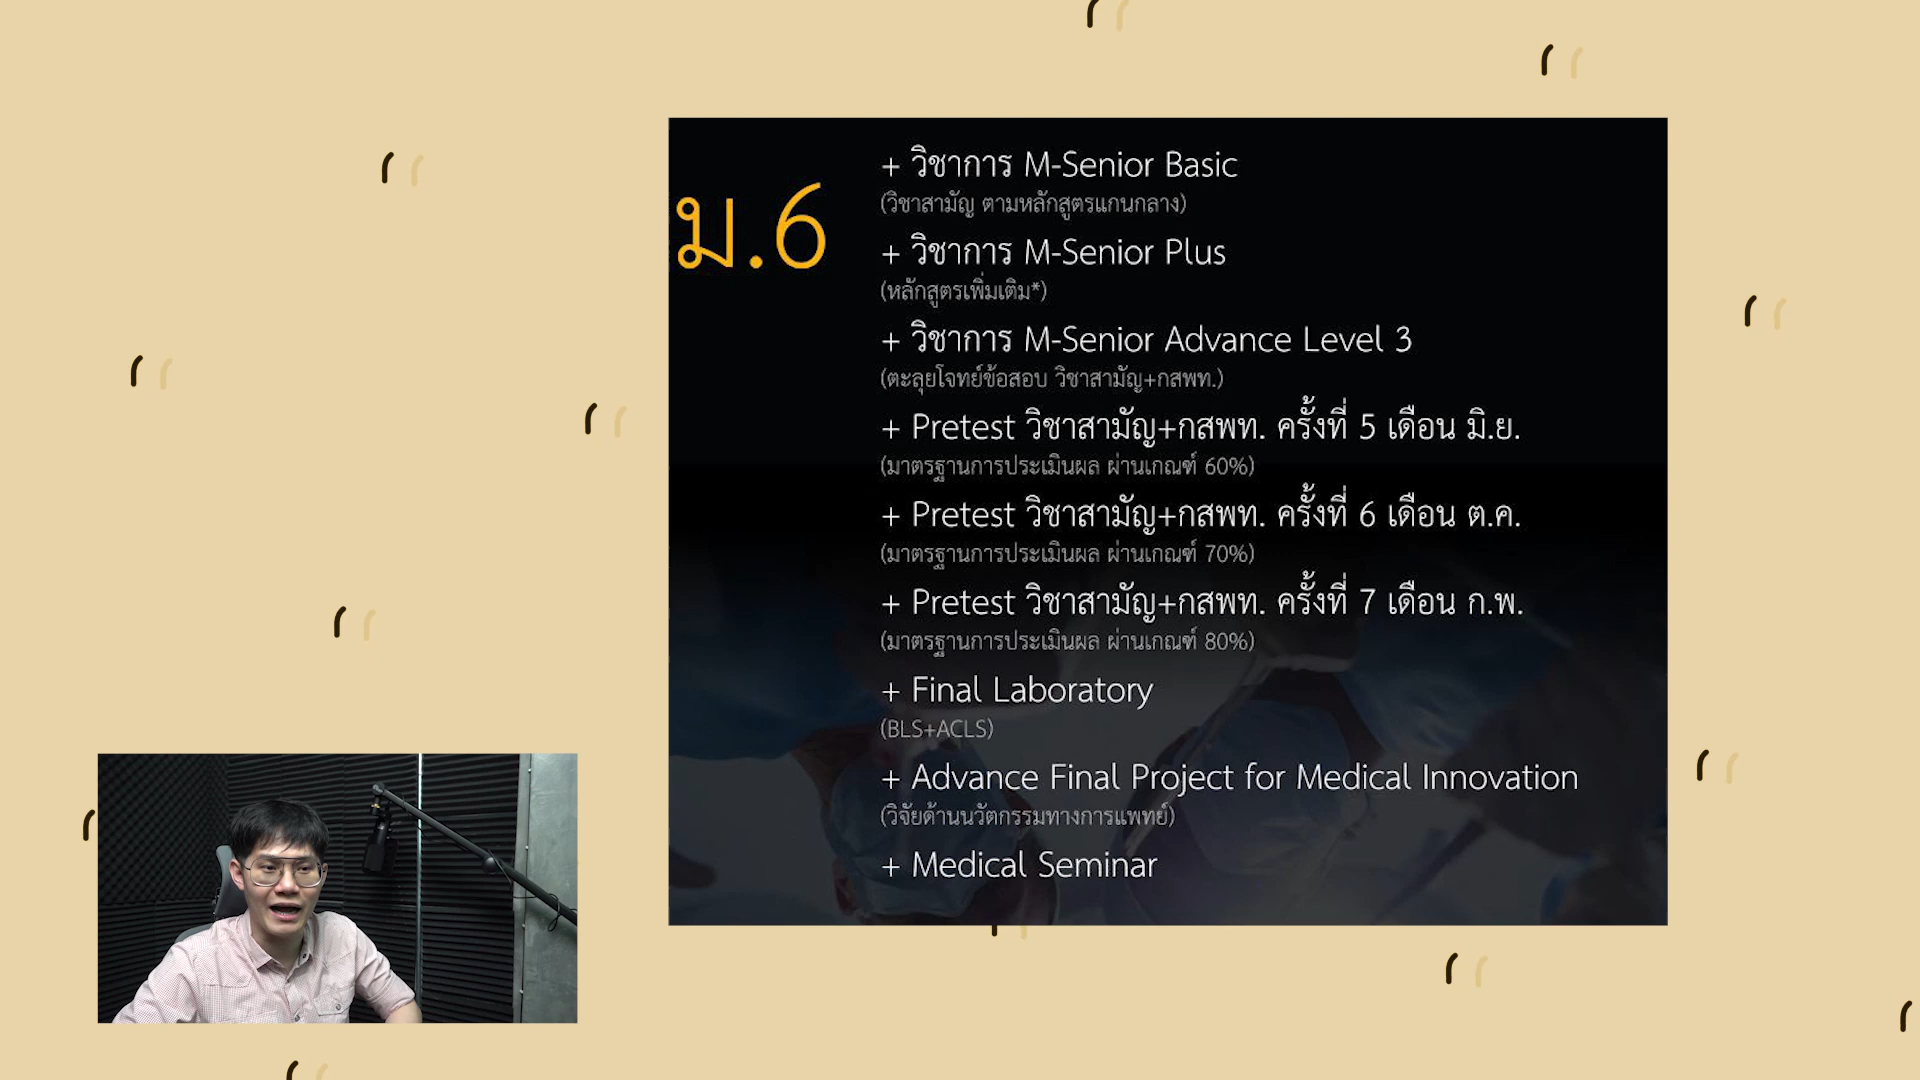 ม.6
+ วิชาการ M-Senior Basic
(วิชาสามัญ ตามหลักสูตรแกนกลาง)
+ วิชาการ M-Senior Plus
(หลักสูตรเพิ่มเติม*)
+ วิชาการ M-Senior Advance Level 3
(ตะลุยโจทย์ข้อสอบ วิชาสามัญ+กสพท.)
+ Pretest วิชาสามัญ+กสพท. ครั้งที่ 5 เดือน มิ.ย.
(มาตรฐานการประเมินผล ผ่านเกณฑ์ 60%)
+ Pretest วิชาสามัญ+กสพท. ครั้งที่ 6 เดือน ต.ค.
(มาตรฐานการประเมินผล ผ่านเกณฑ์ 70%)
+ Pretest วิชาสามัญ+กสพท. ครั้งที่ 7 เดือน ก.พ.
(มาตรฐานการประเมินผล ผ่านเกณฑ์ 80%)
+ Final Laboratory
(BLS+ACLS)
+ Advance Final Project for Medical Innovation
(วิจัยด้านนวัตกรรมทางการแพทย์)
+ Medical Seminar